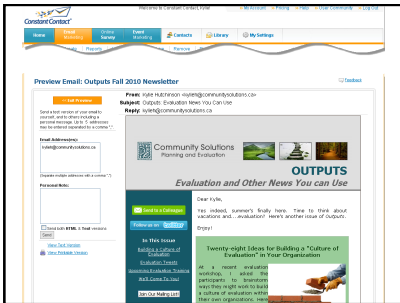 Constant Contact
Welcome to Constant Contact, Kylie!
My Account Pricing Help User Community Log Out
Home
Email Marketing
Online Survey
Event Marketing
Contacts
Library
My Settings
Reports
Remove
Preview Email: Outputs Fall 2010 Newsletter
Feedback
Exit Preview
Send a test version of your email to yourself, and to others including a personal message. Up to 5 addresses may be entered separated by a comma ",".
Email Address(es):
kylieh@communitysolutions.ca
(Separate multiple addresses with a comma ",")
Personal Note:
Send both HTML & Text versions
Send
View Text Version
View Printable Version
From: Kylie Hutchinson <kylieh@communitysolutions.ca>
Subject: Outputs: Evaluation News You Can Use
Reply: kylieh@communitysolutions.ca
Community Solutions
Planning and Evaluation
OUTPUTS
Evaluation and Other News You can Use
Send to a Colleague
Follow us on twitter
In This Issue
Building a Culture of Evaluation
Evaluation Tweets
Upcoming Evaluation Training
We'll Come To You!
Join Our Mailing List!
Dear Kylie,
Yes indeed, summer's finally here. Time to think about
vacations and ...evaluation! Here's another issue of Outputs.
Enjoy!
Twenty-eight Ideas for Building a "Culture of
Evaluation" in Your Organization
At a recent evaluation
workshop, I asked the
participants to brainstorm
ways they might work to build
a culture of evaluation within
their own organizations. Here